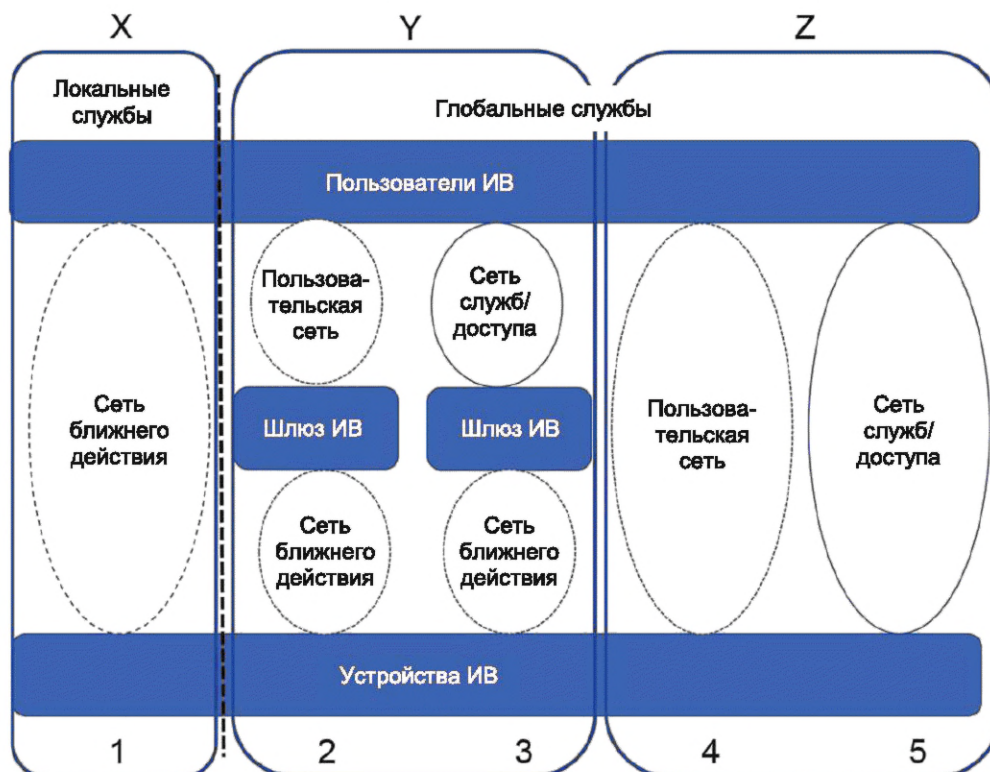 X Y Z
Локальные
службы
Глобальные службы
Пользователи ИВ
Пользова-
тельская
сеть
Сеть
служб/
доступа
Шлюз ИВ
Шлюз ИВ
Сеть
ближнего
действия
Сеть
ближнего
действия
Сеть
ближнего
действия
Пользова-
тельская
сеть
Сеть
служб/
доступа
Устройства ИВ
1 2 3 4 5